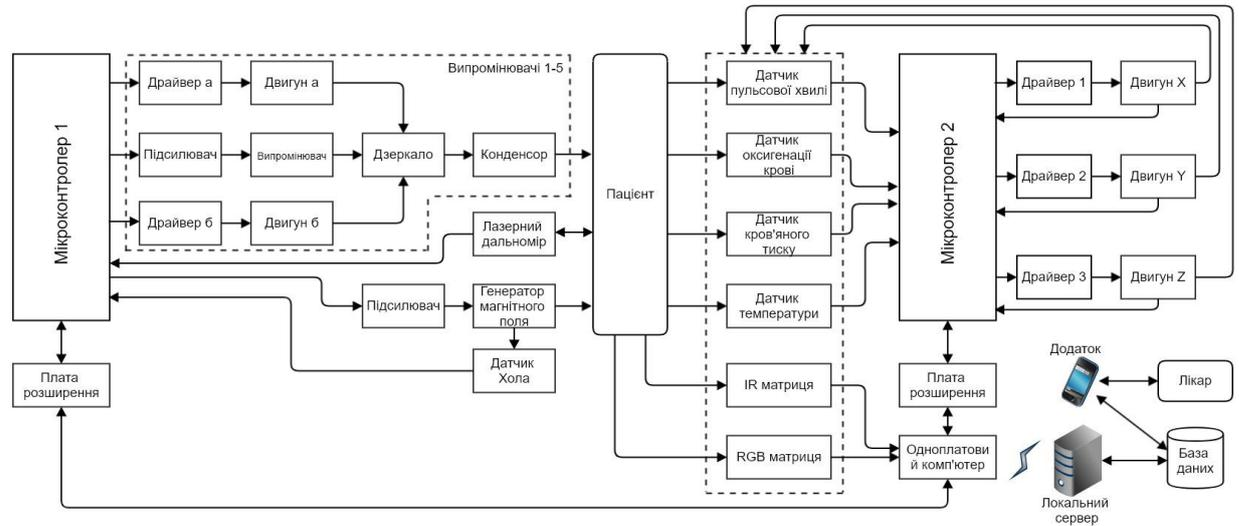 Мікроконтролер 1
Випромінювачі 1-5
Драйвер а
Двигун а
Підсилювач
Випромінювач
Дзеркало
Конденсор
Драйвер б
Двигун б
Лазерний
дальномір
Підсилювач
Генератор
магнітного
поля
Датчик
Хола
Плата
розширення
Пацієнт
Датчик
пульсової хвилі
Датчик
оксигенації
крові
Датчик
кров'яного
тиску
Датчик
температури
IR матриця
RGB матриця
Мікроконтролер 2
Драйвер 1
Двигун X
Драйвер 2
Двигун Y
Драйвер 3
Двигун Z
Плата
розширення
Одноплатови
й комп'ютер
Додаток
Лікар
База
даних
Локальний
сервер